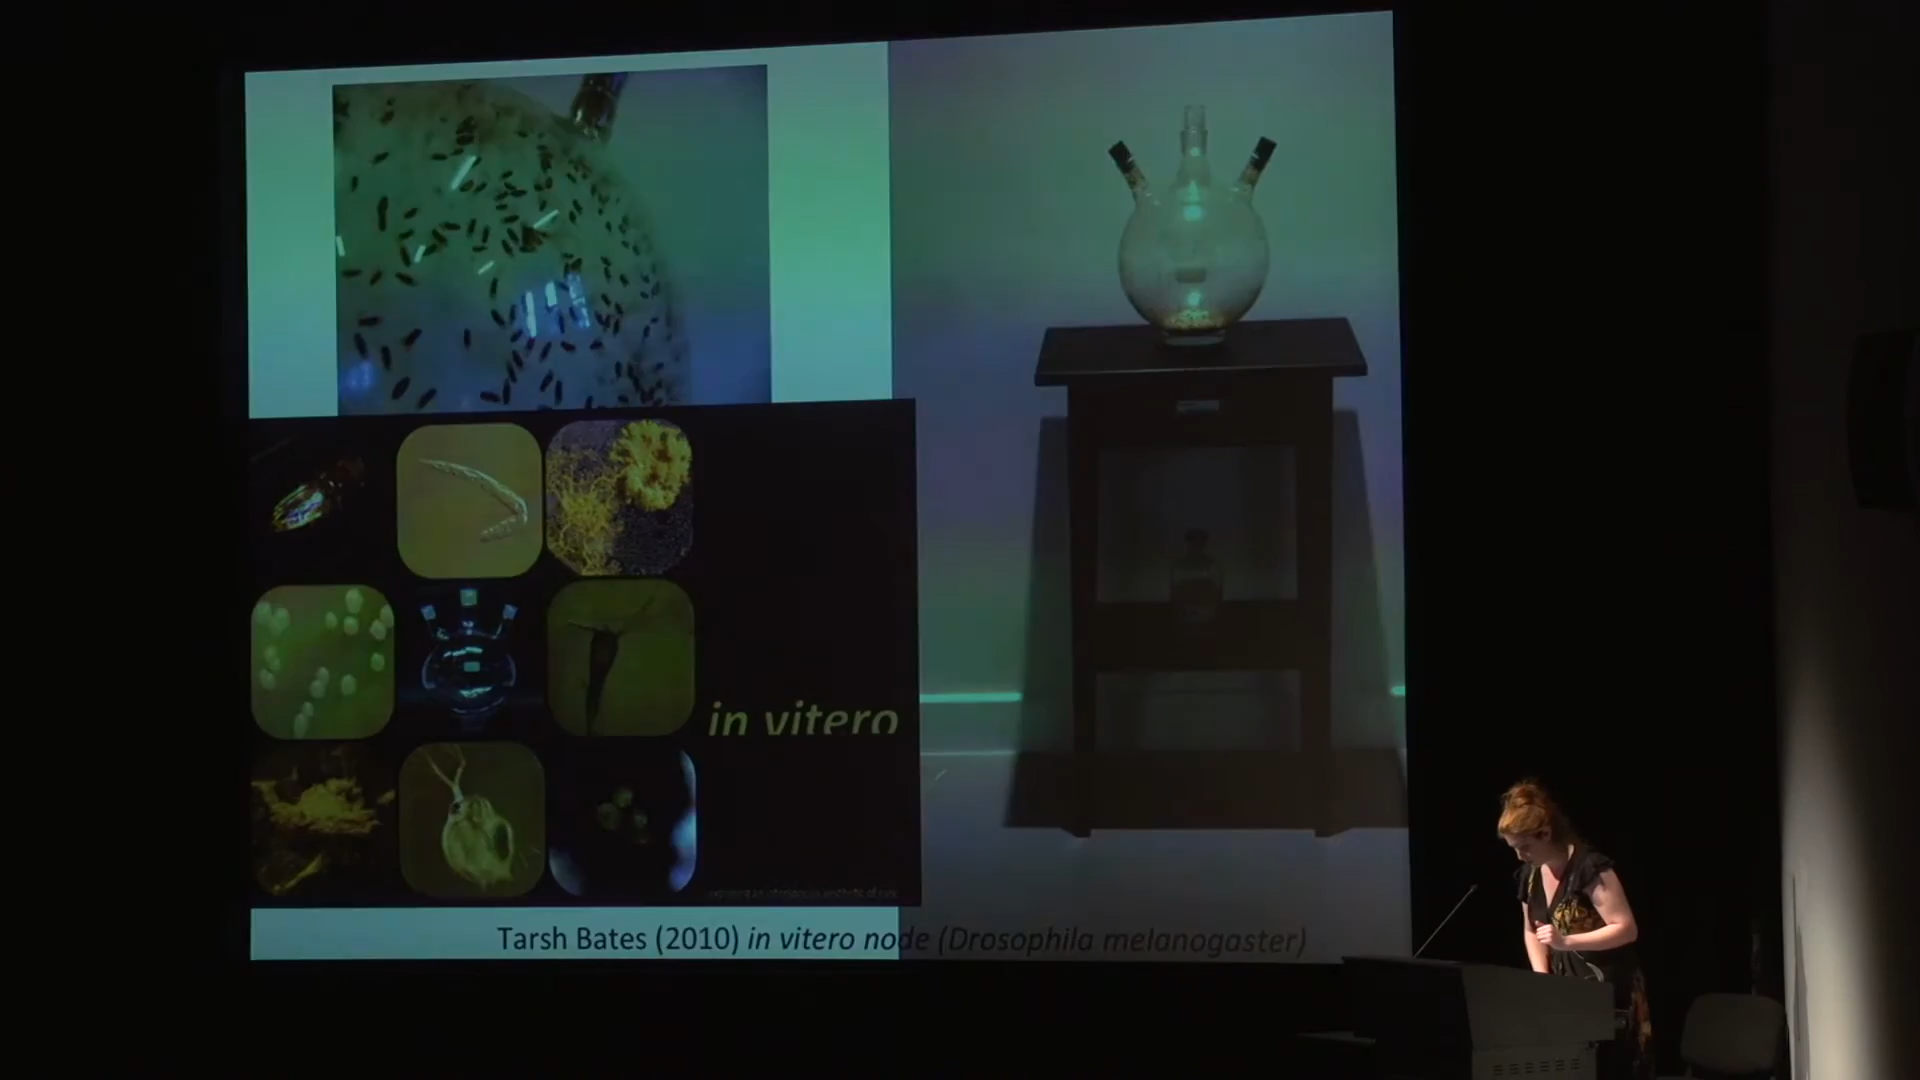 in vitero
Tarsh Bates (2010) in vitero node (Drosophila melanogaster)